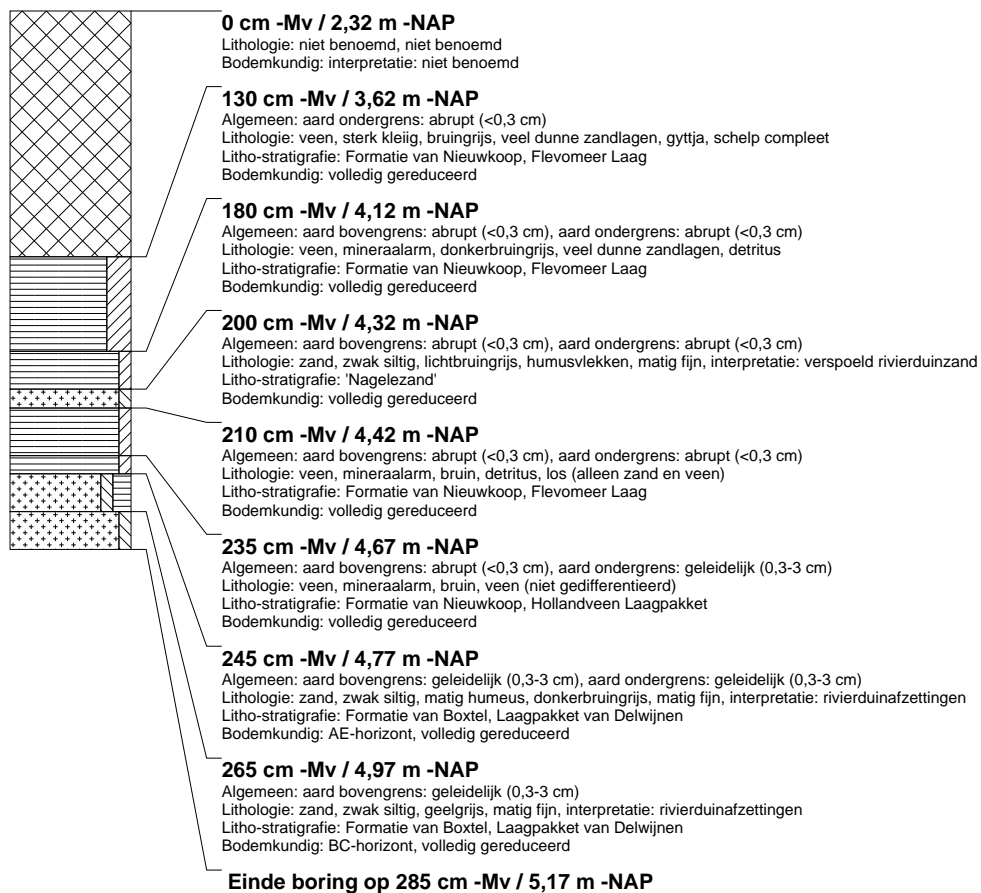 0 cm -Mv / 2,32 m -NAP
Lithologie: niet benoemd, niet benoemd
Bodemkundig: interpretatie: niet benoemd
130 cm -Mv / 3,62 m -NAP
Algemeen: aard ondergrens: abrupt (<0,3 cm)
Lithologie: veen, sterk kleiig, bruingrijs, veel dunne zandlagen, gyttja, schelp compleet
Litho-stratigrafie: Formatie van Nieuwkoop, Flevomeer Laag
Bodemkundig: volledig gereduceerd
180 cm -Mv / 4,12 m -NAP
Algemeen: aard bovengrens: abrupt (<0,3 cm), aard ondergrens: abrupt (<0,3 cm)
Lithologie: veen, mineraalarm, donkerbruingrijs, veel dunne zandlagen, detritus
Litho-stratigrafie: Formatie van Nieuwkoop, Flevomeer Laag
Bodemkundig: volledig gereduceerd
200 cm -Mv / 4,32 m -NAP
Algemeen: aard bovengrens: abrupt (<0,3 cm), aard ondergrens: abrupt (<0,3 cm)
Lithologie: zand, zwak siltig, lichtbruingrijs, humusvlekken, matig fijn, interpretatie: verspoeld rivierduinzand
Litho-stratigrafie: 'Nagelezand'
Bodemkundig: volledig gereduceerd
210 cm -Mv / 4,42 m -NAP
Algemeen: aard bovengrens: abrupt (<0,3 cm), aard ondergrens: abrupt (<0,3 cm)
Lithologie: veen, mineraalarm, bruin, detritus, los (alleen zand en veen)
Litho-stratigrafie: Formatie van Nieuwkoop, Flevomeer Laag
Bodemkundig: volledig gereduceerd
235 cm -Mv / 4,67 m -NAP
Algemeen: aard bovengrens: abrupt (<0,3 cm), aard ondergrens: geleidelijk (0,3-3 cm)
Lithologie: veen, mineraalarm, bruin, veen (niet gedifferentieerd)
Litho-stratigrafie: Formatie van Nieuwkoop, Hollandveen Laagpakket
Bodemkundig: volledig gereduceerd
245 cm -Mv / 4,77 m -NAP
Algemeen: aard bovengrens: geleidelijk (0,3-3 cm), aard ondergrens: geleidelijk (0,3-3 cm)
Lithologie: zand, zwak siltig, matig humeus, donkerbruingrijs, matig fijn, interpretatie: rivierduinafzettingen
Litho-stratigrafie: Formatie van Boxtel, Laagpakket van Delwijnen
Bodemkundig: AE-horizont, volledig gereduceerd
265 cm -Mv / 4,97 m -NAP
Algemeen: aard bovengrens: geleidelijk (0,3-3 cm)
Lithologie: zand, zwak siltig, geelgrijs, matig fijn, interpretatie: rivierduinafzettingen
Litho-stratigrafie: Formatie van Boxtel, Laagpakket van Delwijnen
Bodemkundig: BC-horizont, volledig gereduceerd
Einde boring op 285 cm -Mv / 5,17 m -NAP